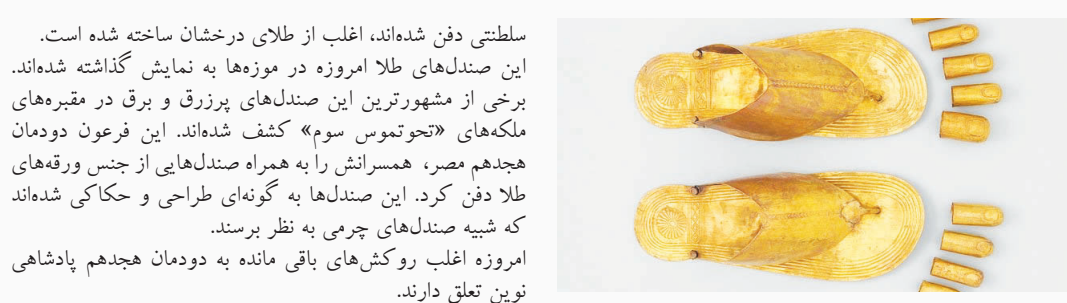 سلطنتی دفن شده‌اند، اغلب از طلای درخشان ساخته شده است.
این صندل‌های طلا امروزه در موزه‌ها به نمایش گذاشته شده‌اند.
برخی از مشهورترین این صندل‌های پرزرق و برق در مقبره‌های
ملکه‌های «تحوتموس سوم» کشف شده‌اند. این فرعون دودمان
هجدهم مصر، همسرانش را به همراه صندل‌هایی از جنس ورقه‌های
طلا دفن کرد. این صندل‌ها به گونه‌ای طراحی و حکاکی شده‌اند
که شبیه صندل‌های چرمی به نظر برسند.
امروزه اغلب روکش‌های باقی مانده به دودمان هجدهم پادشاهی
نوین تعلق دارند.